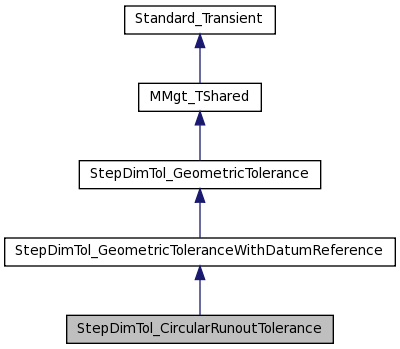 Standard_Transient
MMgt_TShared
StepDimTol_GeometricTolerance
StepDimTol_GeometricToleranceWithDatumReference
StepDimTol_CircularRunoutTolerance